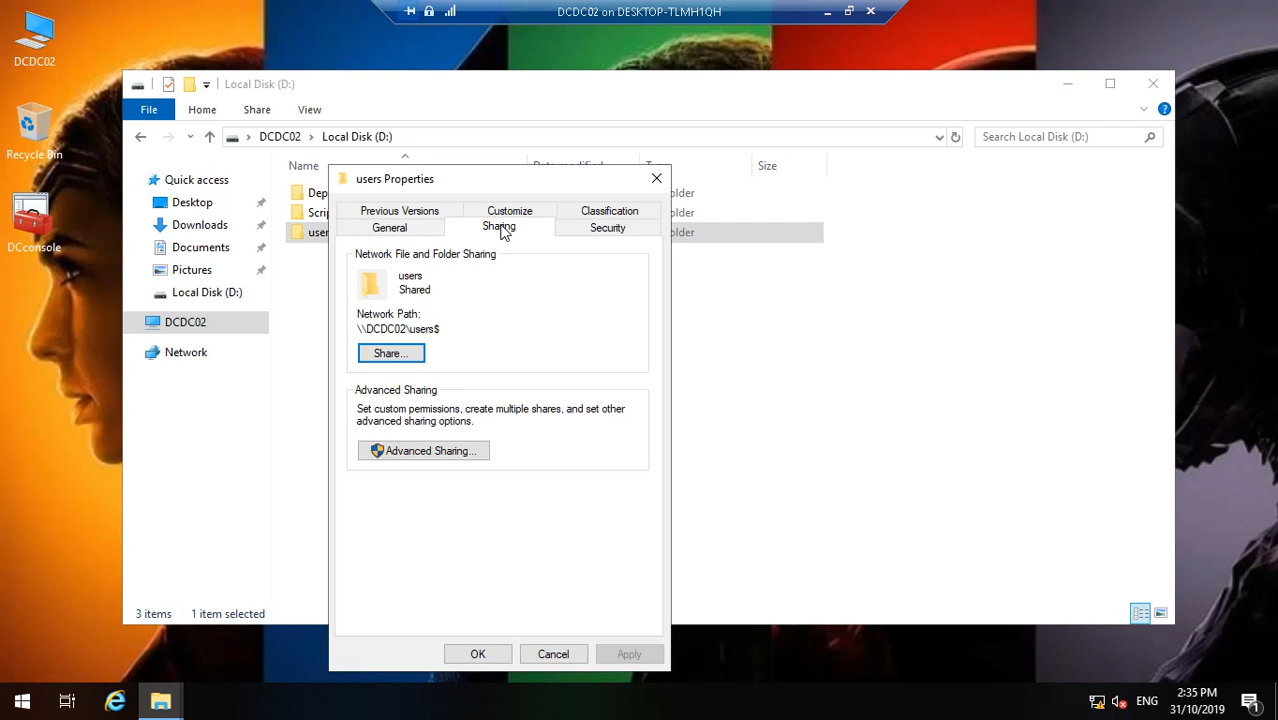 DCDC02 on DESKTOP-TLMH1QH
DCDC02
Recycle Bin
DCconsole
Local Disk (D:)
File
Home
Share
View
DCDC02
Local Disk (D:)
Search Local Disk (D:)
Quick access
Desktop
Downloads
Documents
Pictures
Local Disk (D:)
DCDC02
Network
Name
Size
older
older
older
users Properties
Previous Versions
Customize
Classification
General
Sharing
Security
Network File and Folder Sharing
users
Shared
Network Path:
\\DCDC02\users$
Share...
Advanced Sharing
Set custom permissions, create multiple shares, and set other
advanced sharing options.
Advanced Sharing...
OK
Cancel
Apply
3 items
1 item selected
ENG
2:35 PM
31/10/2019
1